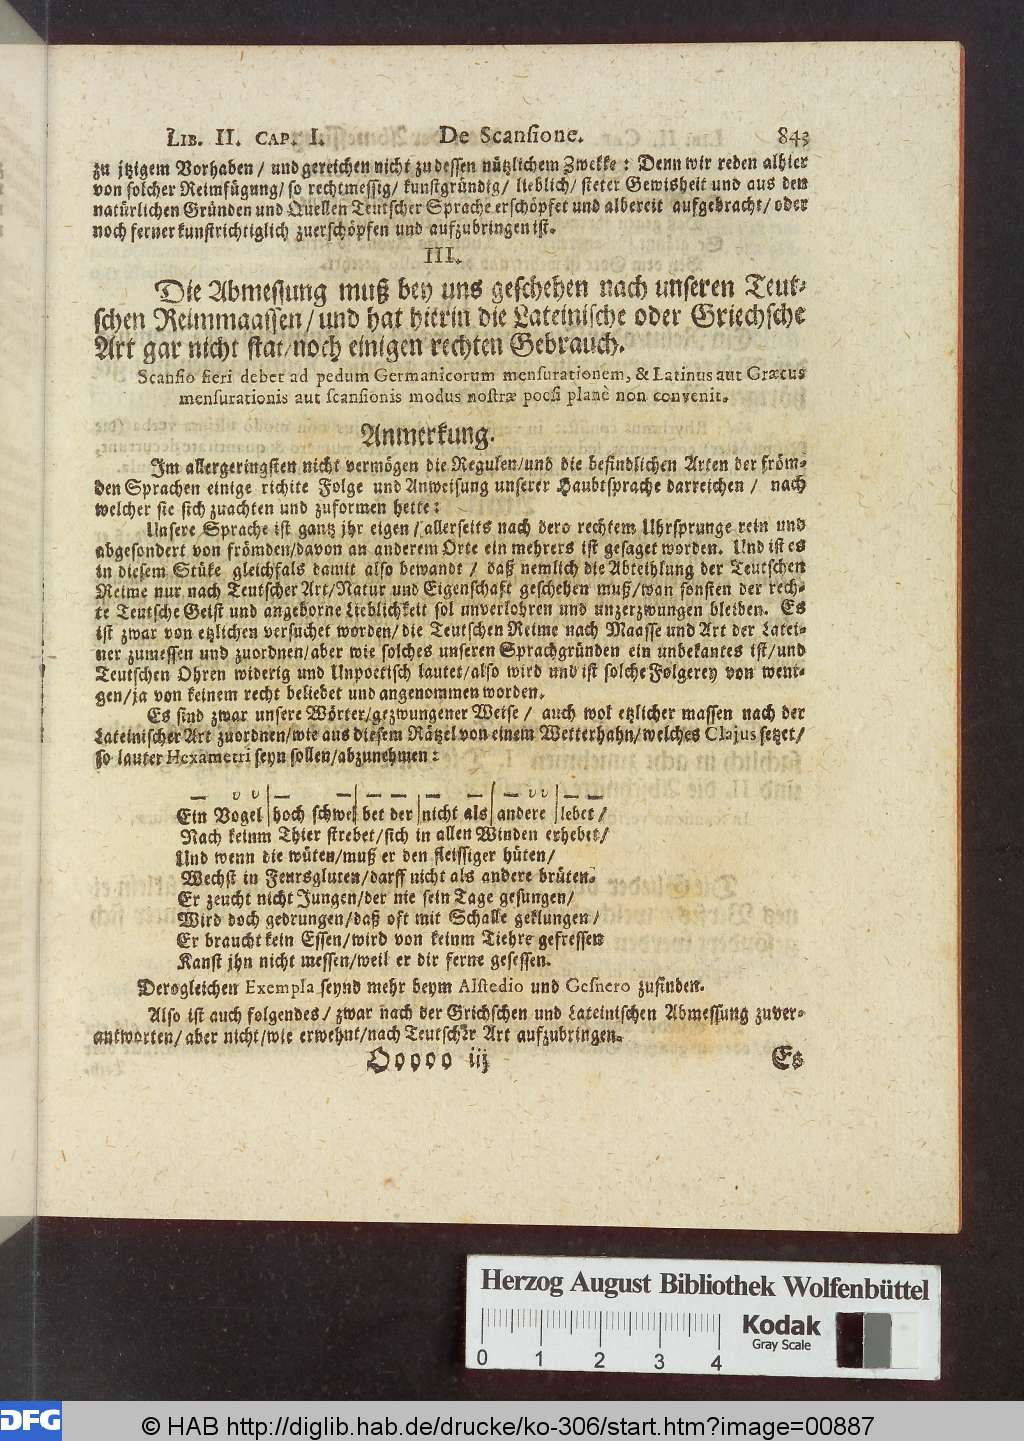 LIB. II. CAP. I. De Scansione. 843
zu jtzigem Vorhaben / und gereichen nicht zu dessen nützlichem Zwekke: Denn wir reden alhier
von solcher Reimfügung/ so rechtmessig/ kunstgründig/ lieblich/ steter Gewisheit und aus den
natürlichen Gründen und Quellen Teutscher Sprache erschöpfet und albereit aufgebracht/ oder
noch ferner kunstrichtiglich zuerschöpfen und aufzubringen ist.
III.
Die Abmessung muß bey uns geschehen nach unseren Teut-
schen Reimmaassen/ und hat hierin die Lateinische oder Griechsche
Art gar nicht stat/ noch einigen rechten Gebrauch.
Scansio fieri debet ad pedum Germanicorum mensurationem, & Latinus aut Græcus
mensurationis aut scansionis modus nostræ poesi planè non convenit.
Anmerkung.
Im allergeringsten nicht vermögen die Regulen/ und die befindlichen Arten der fröm-
den Sprachen einige richite Folge und Anweisung unserer Haubtsprache darreichen / nach
welcher sie sich zuachten und zuformen hette:
Unsere Sprache ist gantz jhr eigen/ allerseits nach dero rechtem Uhrsprunge rein und
abgesondert von frömden/ davon an anderem Orte ein mehrers ist gesaget worden. Und ist es
in diesem Stüke gleichfals damit also bewandt / daß nemlich die Abteihlung der Teutschen
Reime nur nach Teutscher Art/ Natur und Eigenschaft geschehen muß/ wan sonsten der rech-
te Teutsche Geist und angeborne Lieblichkeit sol unverlohren und unzerzwungen bleiben. Es
ist zwar von etzlichen versuchet worden/ die Teutschen Reime nach Maasse und Art der Latei-
ner zumessen und zuordnen/ aber wie solches unseren Sprachgründen ein unbekantes ist/ und
Teutschen Ohren widerig und Unpoetisch lautet/ also wird und ist solche Folgerey von weni-
gen/ ja von keinem recht beliebet und angenommen worden.
Es sind zwar unsere Wörter/ gezwungener Weise / auch wol etzlicher massen nach der
Lateinischer Art zuordnen/ wie aus diesem Rätzel von einem Wetterhahn/ welches Clajus setzet/
so lauter Hexametri seyn sollen/ abzunehmen:
Ein Vogel hoch schwebet der nicht als andere lebet/
Nach keinm Thier strebet/ sich in allen Winden erhebet/
Und wenn die wüten/ muß er den fleissiger hüten/
Wechst in Feursgluten/ darff nicht als andere brüten.
Er zeucht nicht Jungen/ der nie sein Tage gesungen/
Wird doch gedrungen/ daß oft mit Schalle geklungen/
Er braucht kein Essen/ wird von keinm Tiehre gefressen
Kanst jhn nicht messen/ weil er dir ferne gesessen.
Derogleichen Exempla seynd mehr beym Alstedio und Gesnero zufinden.
Also ist auch folgendes/ zwar nach der Grichschen und Lateinischen Abmessung zuver-
antworten/ aber nicht/ wie erwehnt/ nach Teutscher Art aufzubringen.
Ooooo iij Es
Herzog August Bibliothek Wolfenbüttel
0 1 2 3 4
Kodak
Gray Scale
DFG © HAB http://diglib.hab.de/drucke/ko-306/start.htm?image=00887